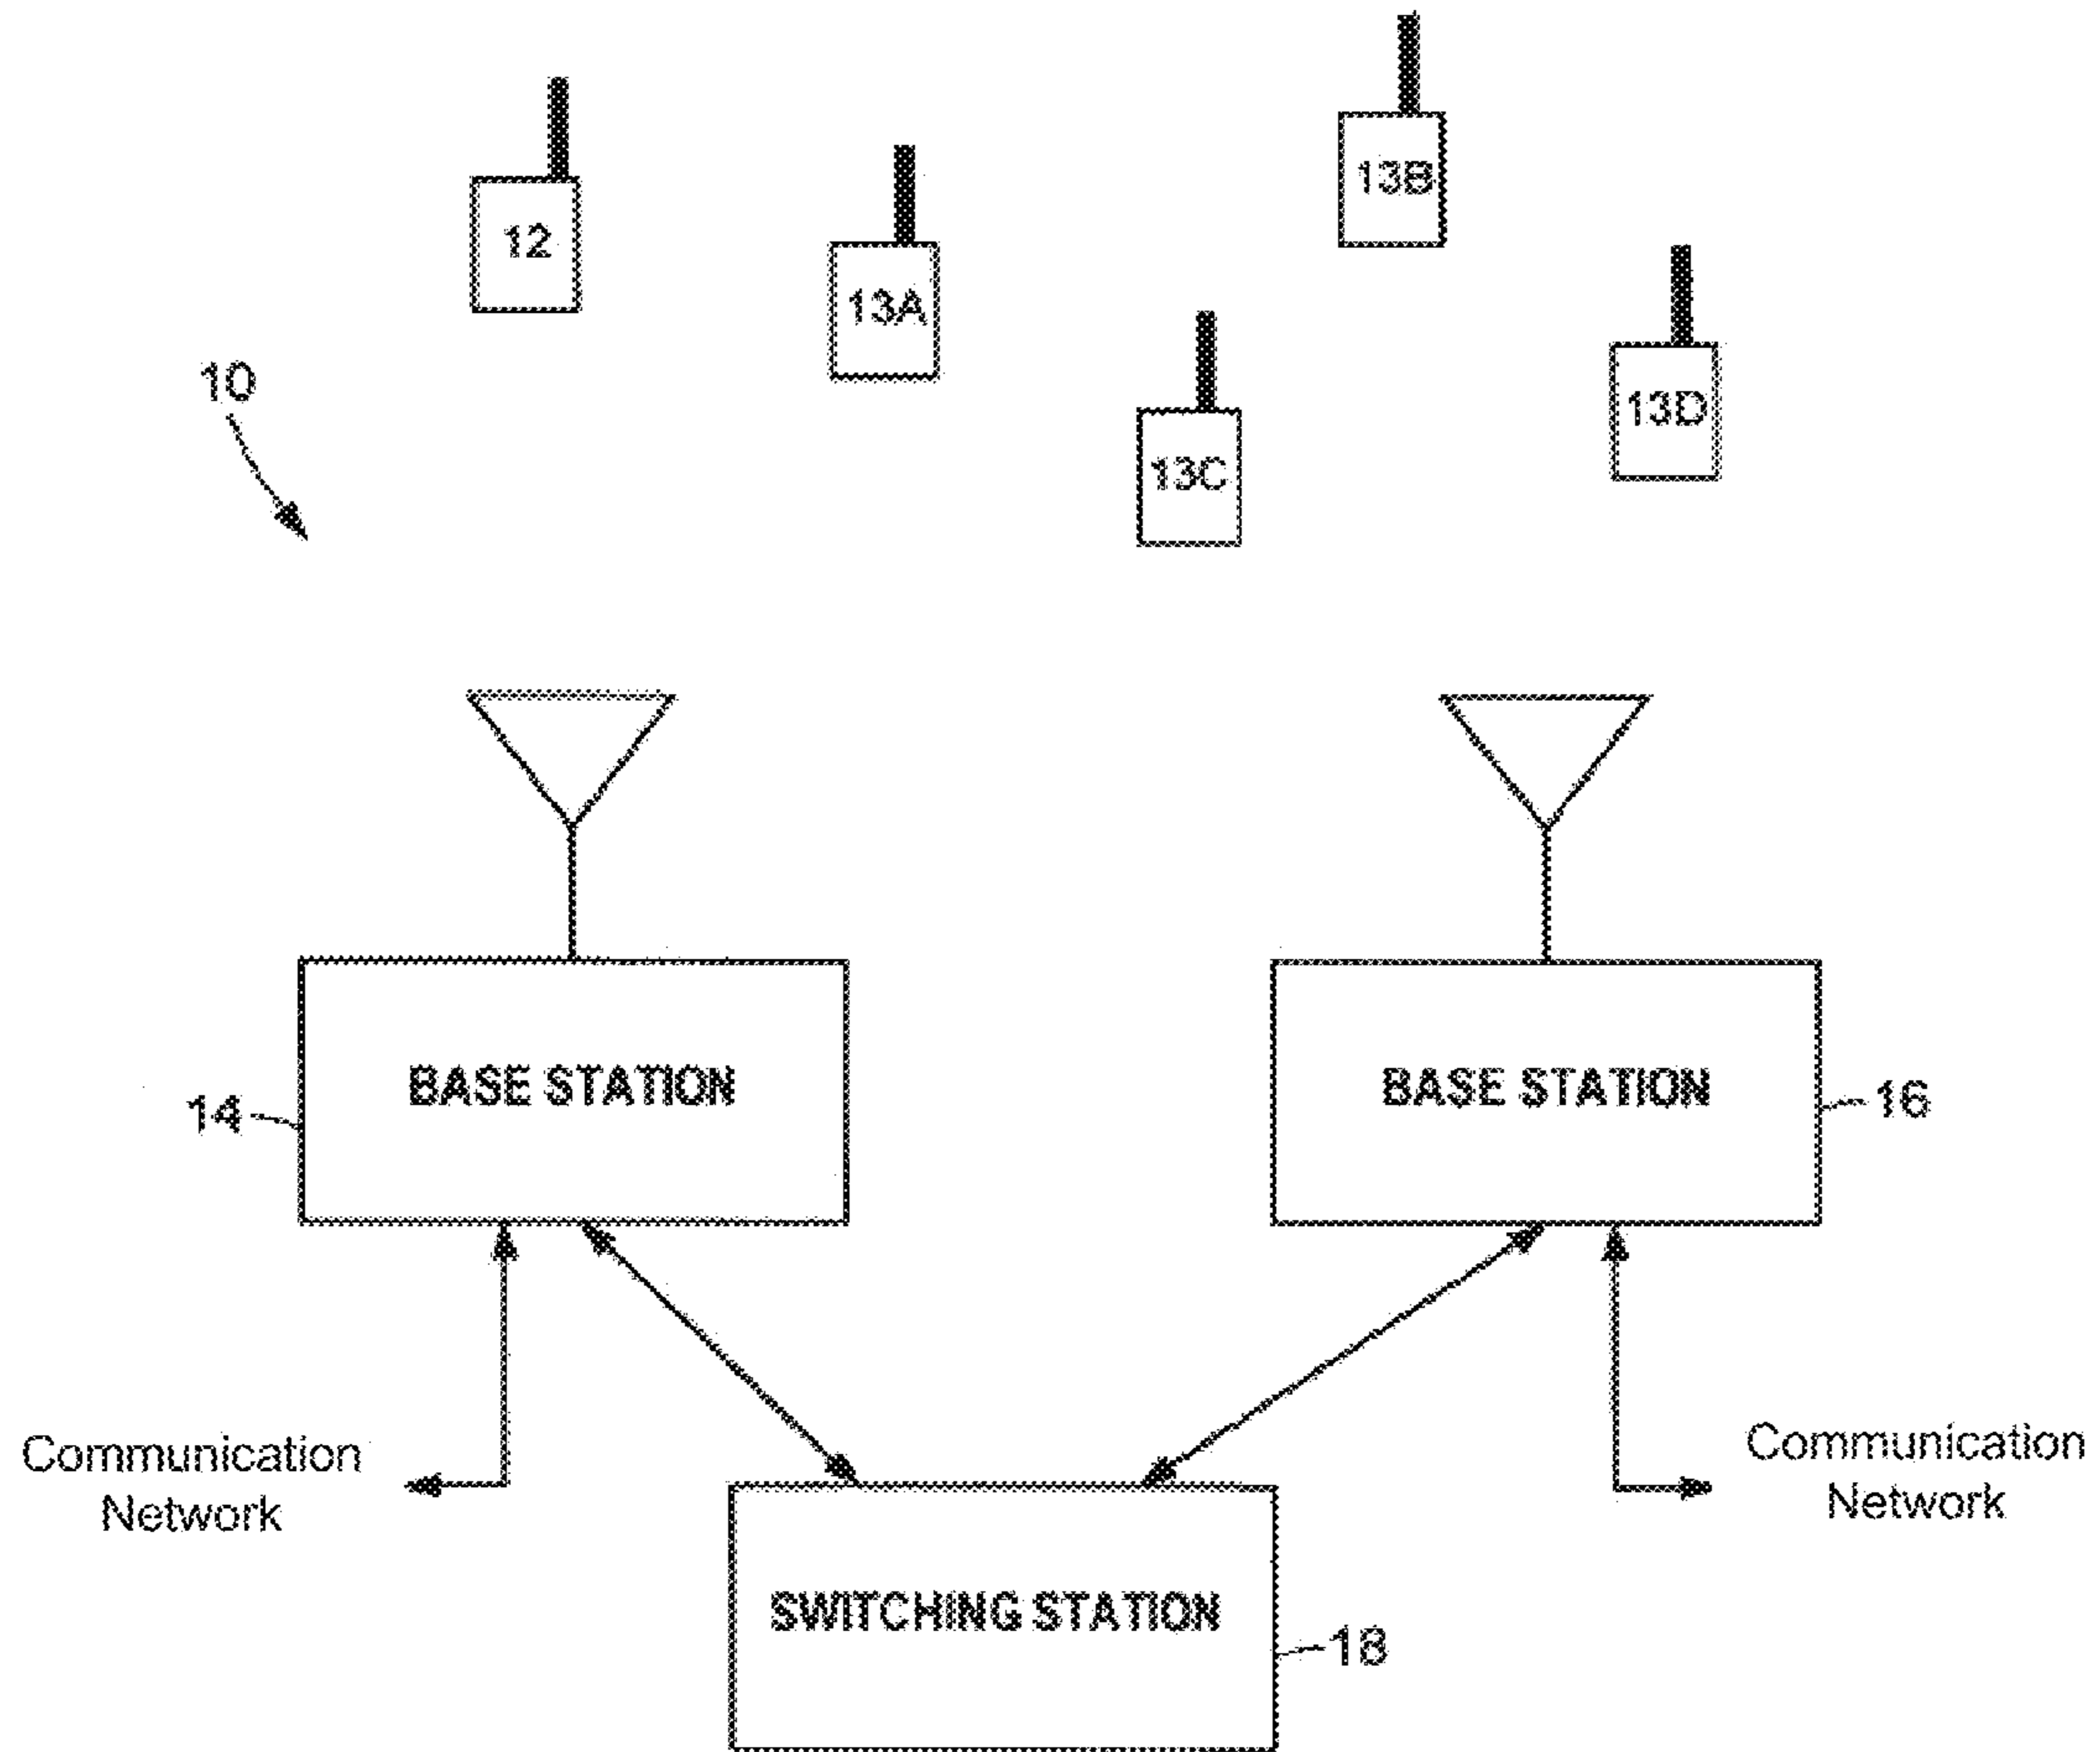 13B
12
13A
10
13D
13C
BASE STATION
BASE STATION
14
16
Communication
Network
Communication
Network
SWITCHING STATION
18